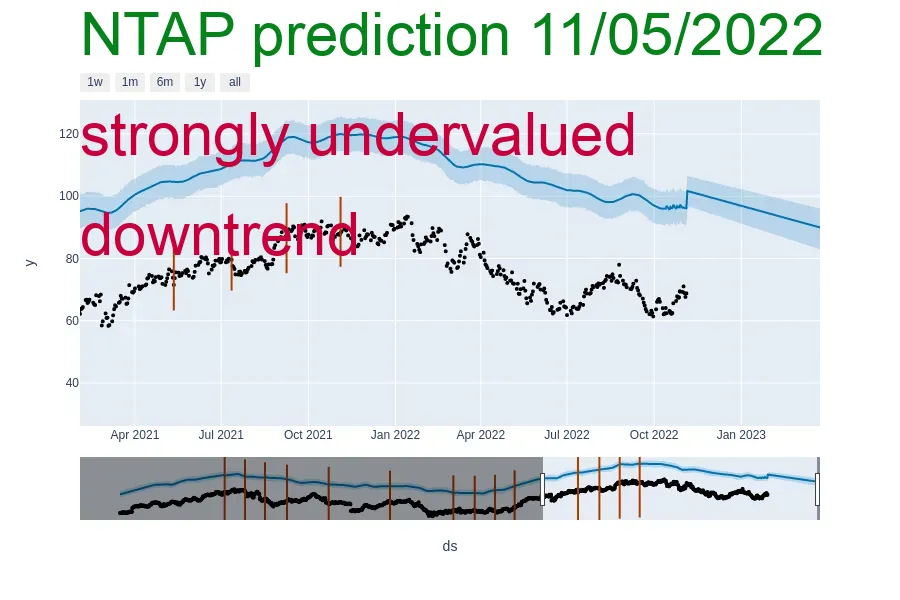 NTAP prediction 11/05/2022
1w 1m 6m 1y all
strongly undervalued
downtrend
120
100
80
60
40
y
Apr 2021 Jul 2021 Oct 2021 Jan 2022 Apr 2022 Jul 2022 Oct 2022 Jan 2023
ds